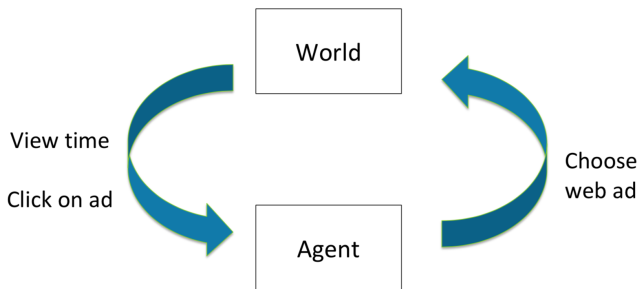 World
View time
Click on ad
Choose
web ad
Agent